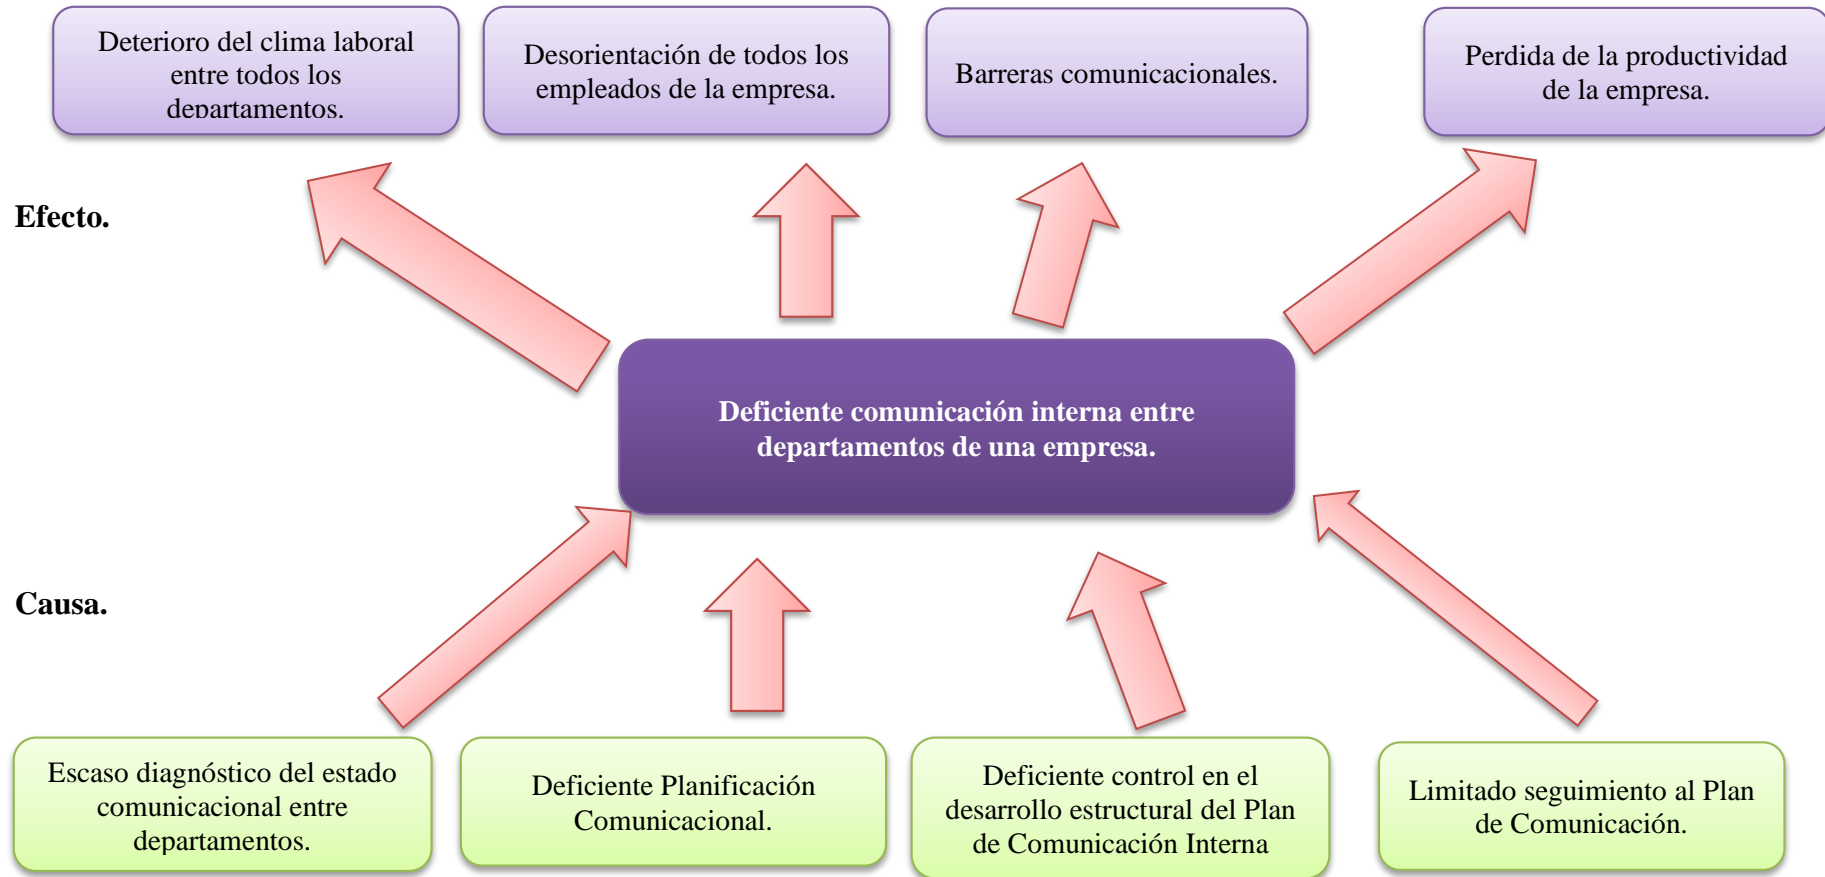 Deterioro del clima laboral
entre todos los
departamentos.
Desorientación de todos los
empleados de la empresa.
Barreras comunicacionales.
Perdida de la productividad
de la empresa.
Efecto.
Deficiente comunicación interna entre
departamentos de una empresa.
Causa.
Escaso diagnóstico del estado
comunicacional entre
departamentos.
Deficiente Planificación
Comunicacional.
Deficiente control en el
desarrollo estructural del Plan
de Comunicación Interna
Limitado seguimiento al Plan
de Comunicación.